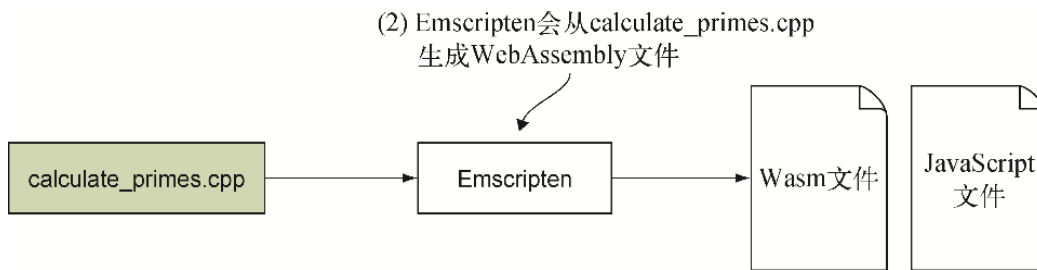 (2) Emscripten会从calculate_primes.cpp
生成WebAssembly文件
calculate_primes.cpp
Emscripten
Wasm文件
JavaScript
文件